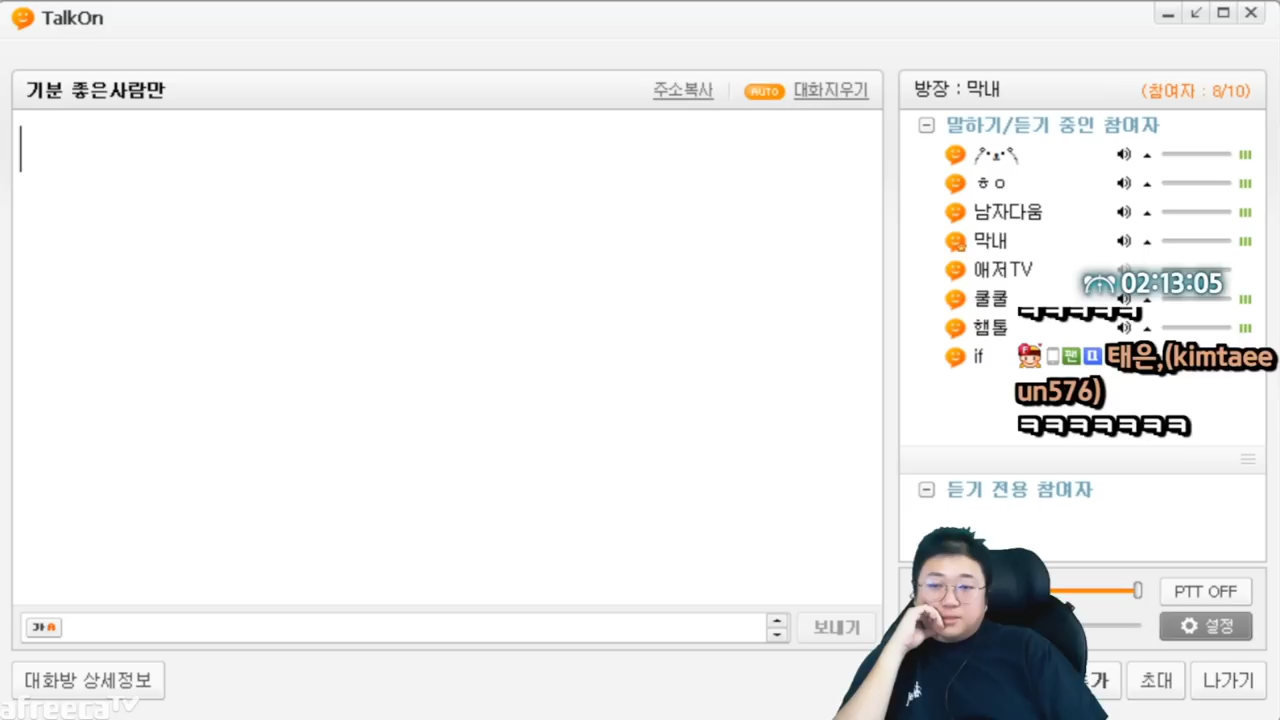 TalkOn
기분 좋은사람만
주소복사
AUTO
대화지우기
방장 : 막내
(참여자 : 8/10)
말하기/듣기 중인 참여자
ㅎㅇ
남자다움
막내
애저TV
02:13:05
쿨쿨
ㅋㅋㅋㅋㅋ
햄톨
if
팬
태은,(kimtaee
un576)
ㅋㅋㅋㅋㅋㅋㅋ
듣기 전용 참여자
PTT OFF
설정
가
보내기
대화방 상세정보
가
초대
나가기
afreecaTV